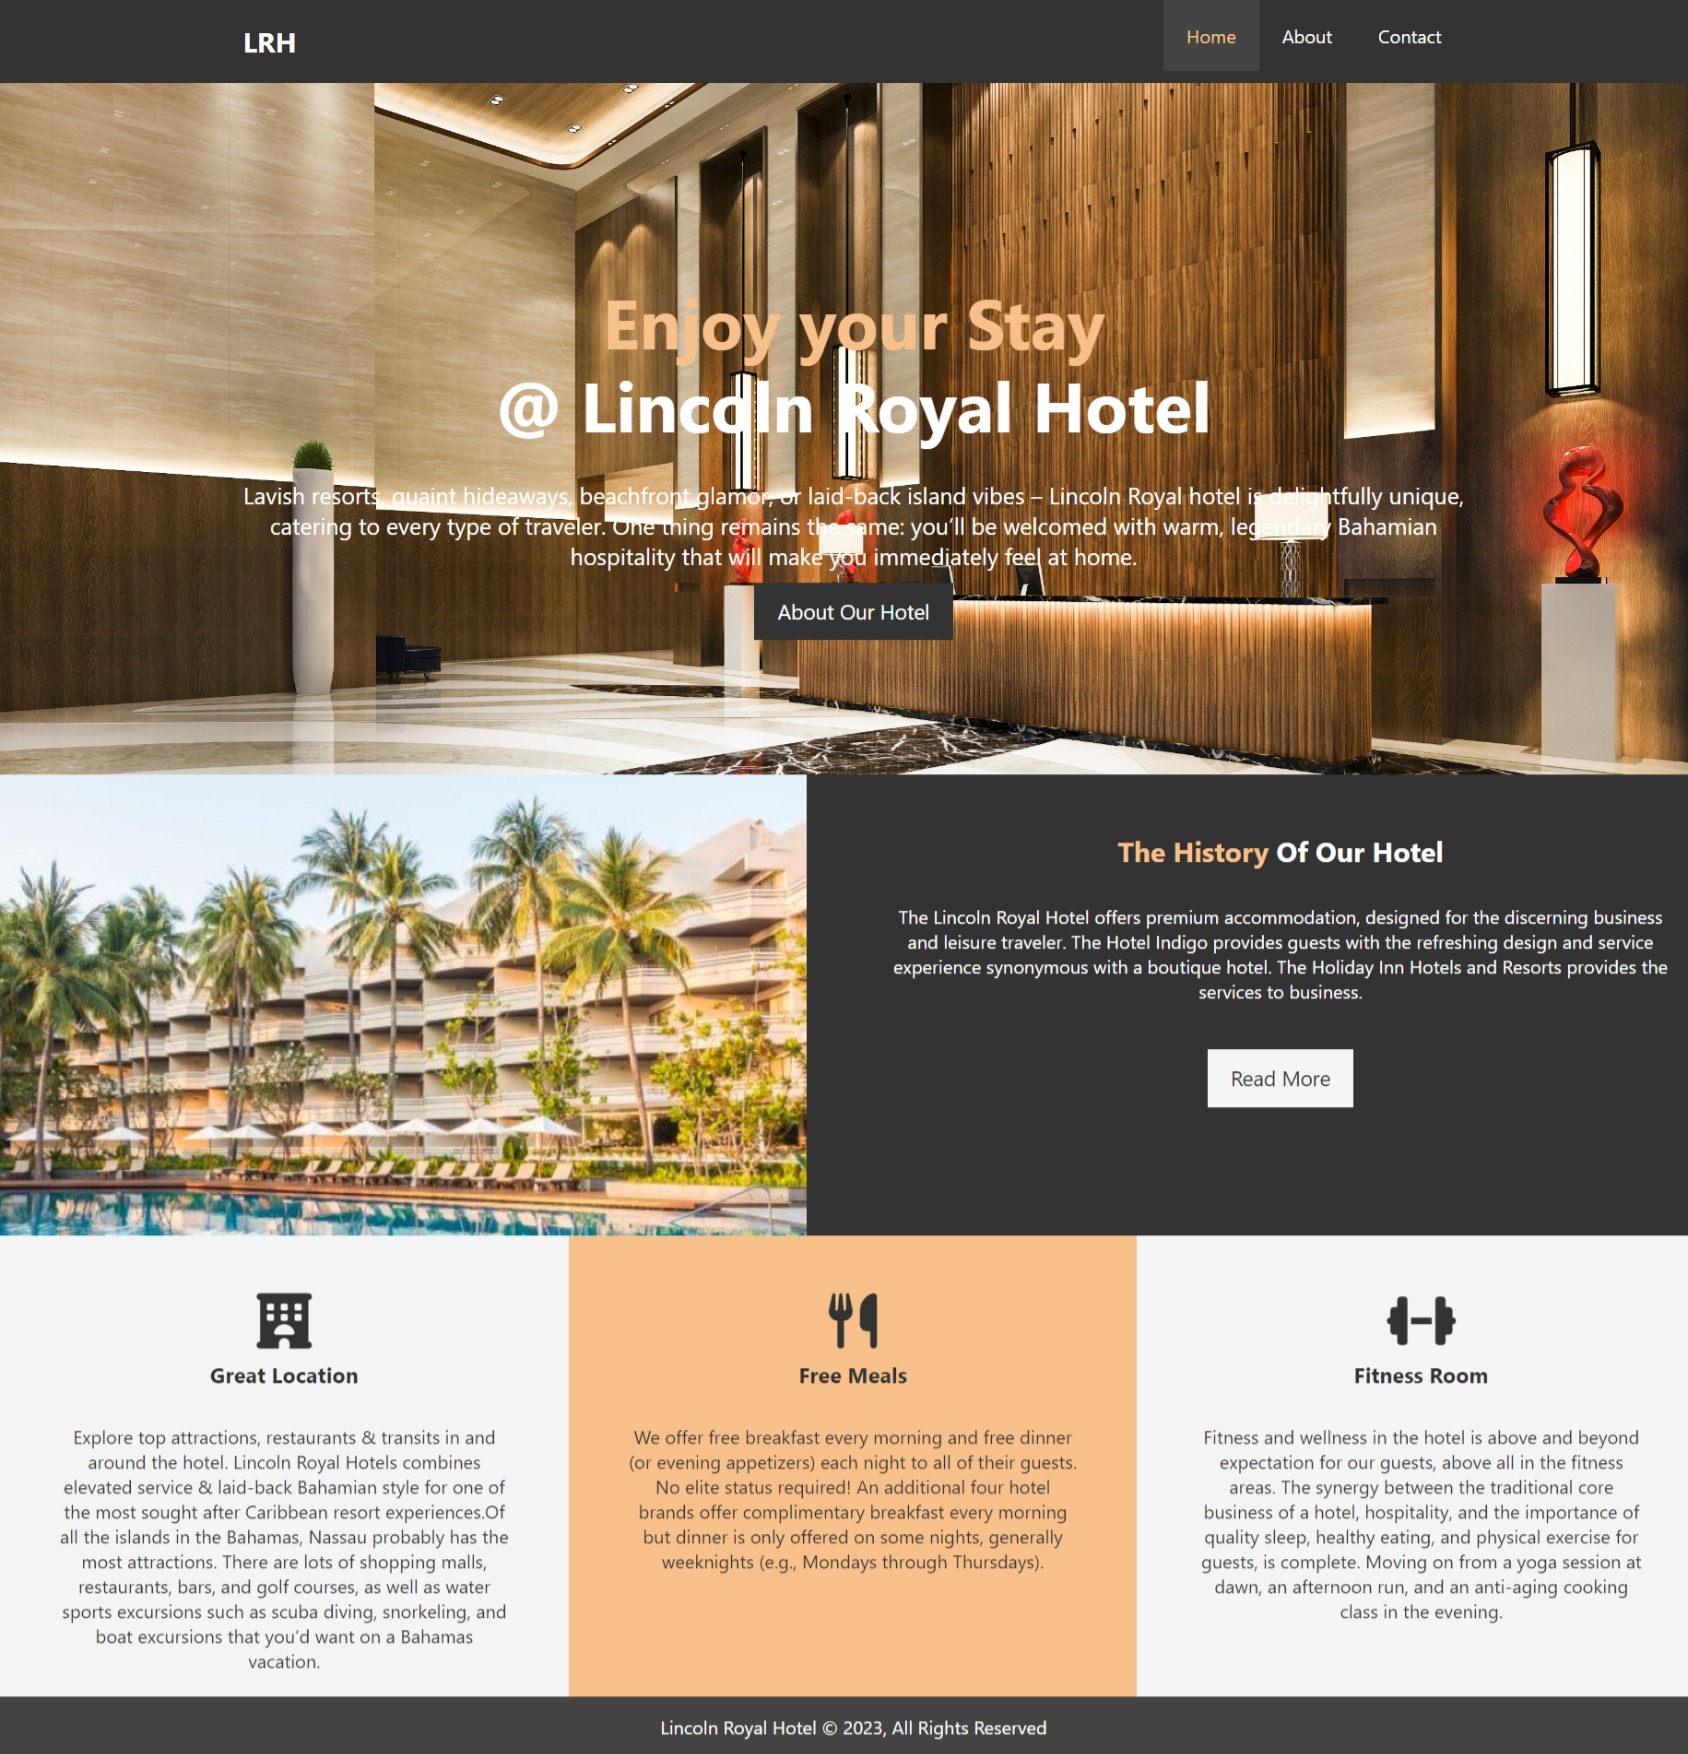 LRH
Home
About
Contact
Enjoy your Stay
@ Lincoln Royal Hotel
Lavish resorts, quaint hideaways, beachfront glamor, or laid-back island vibes – Lincoln Royal hotel is delightfully unique,
catering to every type of traveler. One thing remains the same: you’ll be welcomed with warm, legendary Bahamian
hospitality that will make you immediately feel at home.
About Our Hotel
The History Of Our Hotel
The Lincoln Royal Hotel offers premium accommodation, designed for the discerning business
and leisure traveler. The Hotel Indigo provides guests with the refreshing design and service
experience synonymous with a boutique hotel. The Holiday Inn Hotels and Resorts provides the
services to business.
Read More
Great Location
Explore top attractions, restaurants & transits in and
around the hotel. Lincoln Royal Hotels combines
elevated service & laid-back Bahamian style for one of
the most sought after Caribbean resort experiences.Of
all the islands in the Bahamas, Nassau probably has the
most attractions. There are lots of shopping malls,
restaurants, bars, and golf courses, as well as water
sports excursions such as scuba diving, snorkeling, and
boat excursions that you’d want on a Bahamas
vacation.
Free Meals
We offer free breakfast every morning and free dinner
(or evening appetizers) each night to all of their guests.
No elite status required! An additional four hotel
brands offer complimentary breakfast every morning
but dinner is only offered on some nights, generally
weeknights (e.g., Mondays through Thursdays).
Fitness Room
Fitness and wellness in the hotel is above and beyond
expectation for our guests, above all in the fitness
areas. The synergy between the traditional core
business of a hotel, hospitality, and the importance of
quality sleep, healthy eating, and physical exercise for
guests, is complete. Moving on from a yoga session at
dawn, an afternoon run, and an anti-aging cooking
class in the evening.
Lincoln Royal Hotel © 2023, All Rights Reserved